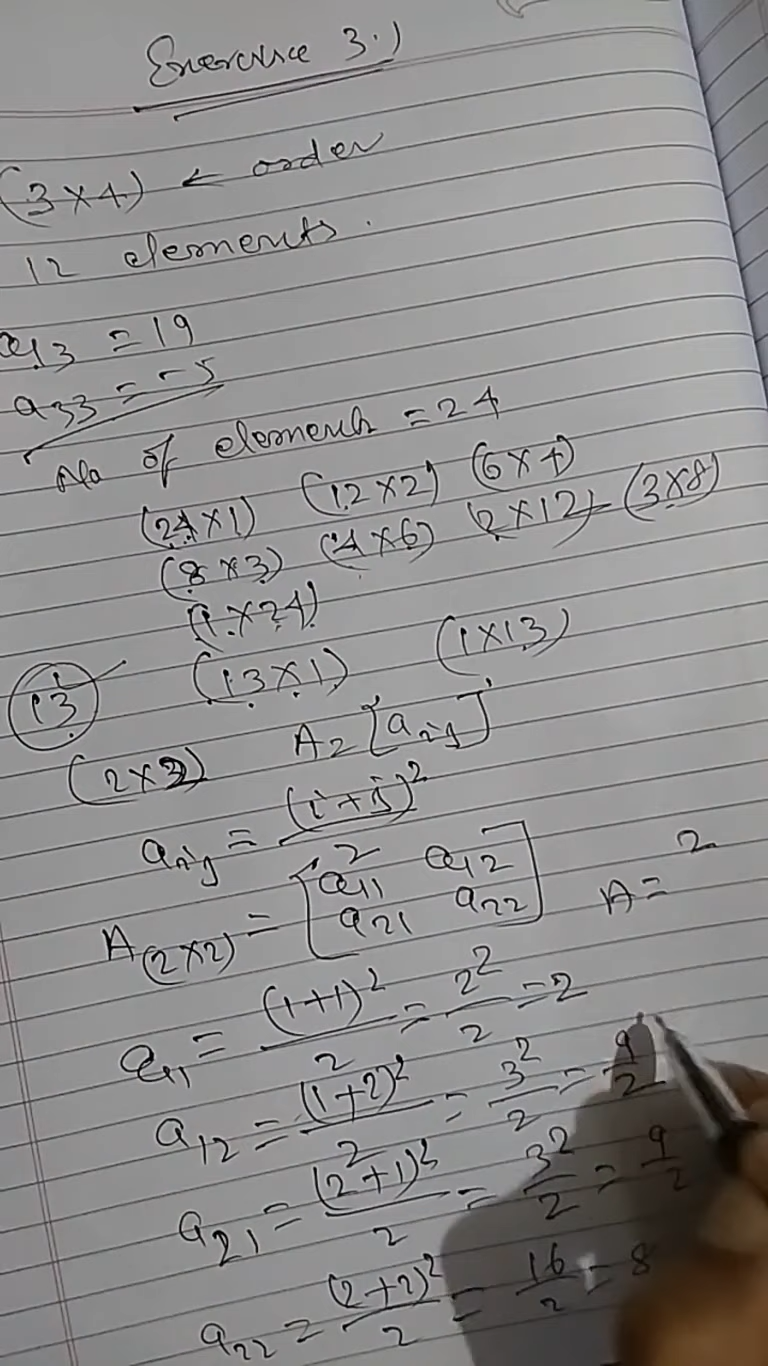 Exercise 3.1
(3×4) ← order
12 elements.
a13 = 19
a33 = -5
No of elements = 24
(24×1) (12×2) (6×4)
(8×3) (4×6) (2×12) (3×8)
(1×24)
13 (13×1) (1×13)
(2×2) A = [aij]
aij = (i+j)²/2
A(2×2) = [a11 a12
a21 a22] A = 2
a11 = (1+1)²/2 = 2²/2 = 2
a12 = (1+2)²/2 = 3²/2 = 9/2
a21 = (2+1)²/2 = 3²/2 = 9/2
a22 = (2+2)²/2 = 16/2 = 8